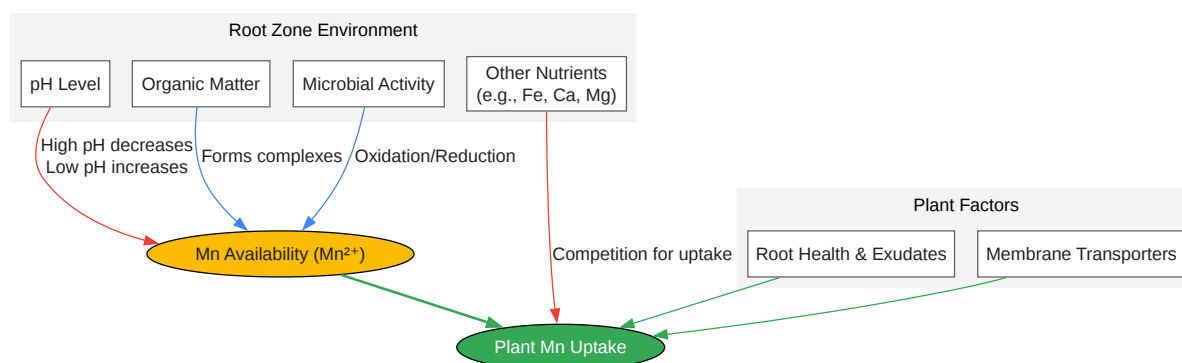 Root Zone Environment
pH Level
Organic Matter
Microbial Activity
Other Nutrients
(e.g., Fe, Ca, Mg)
High pH decreases
Low pH increases
Forms complexes
Oxidation/Reduction
Plant Factors
Mn Availability (Mn²⁺)
Competition for uptake
Root Health & Exudates
Membrane Transporters
Plant Mn Uptake